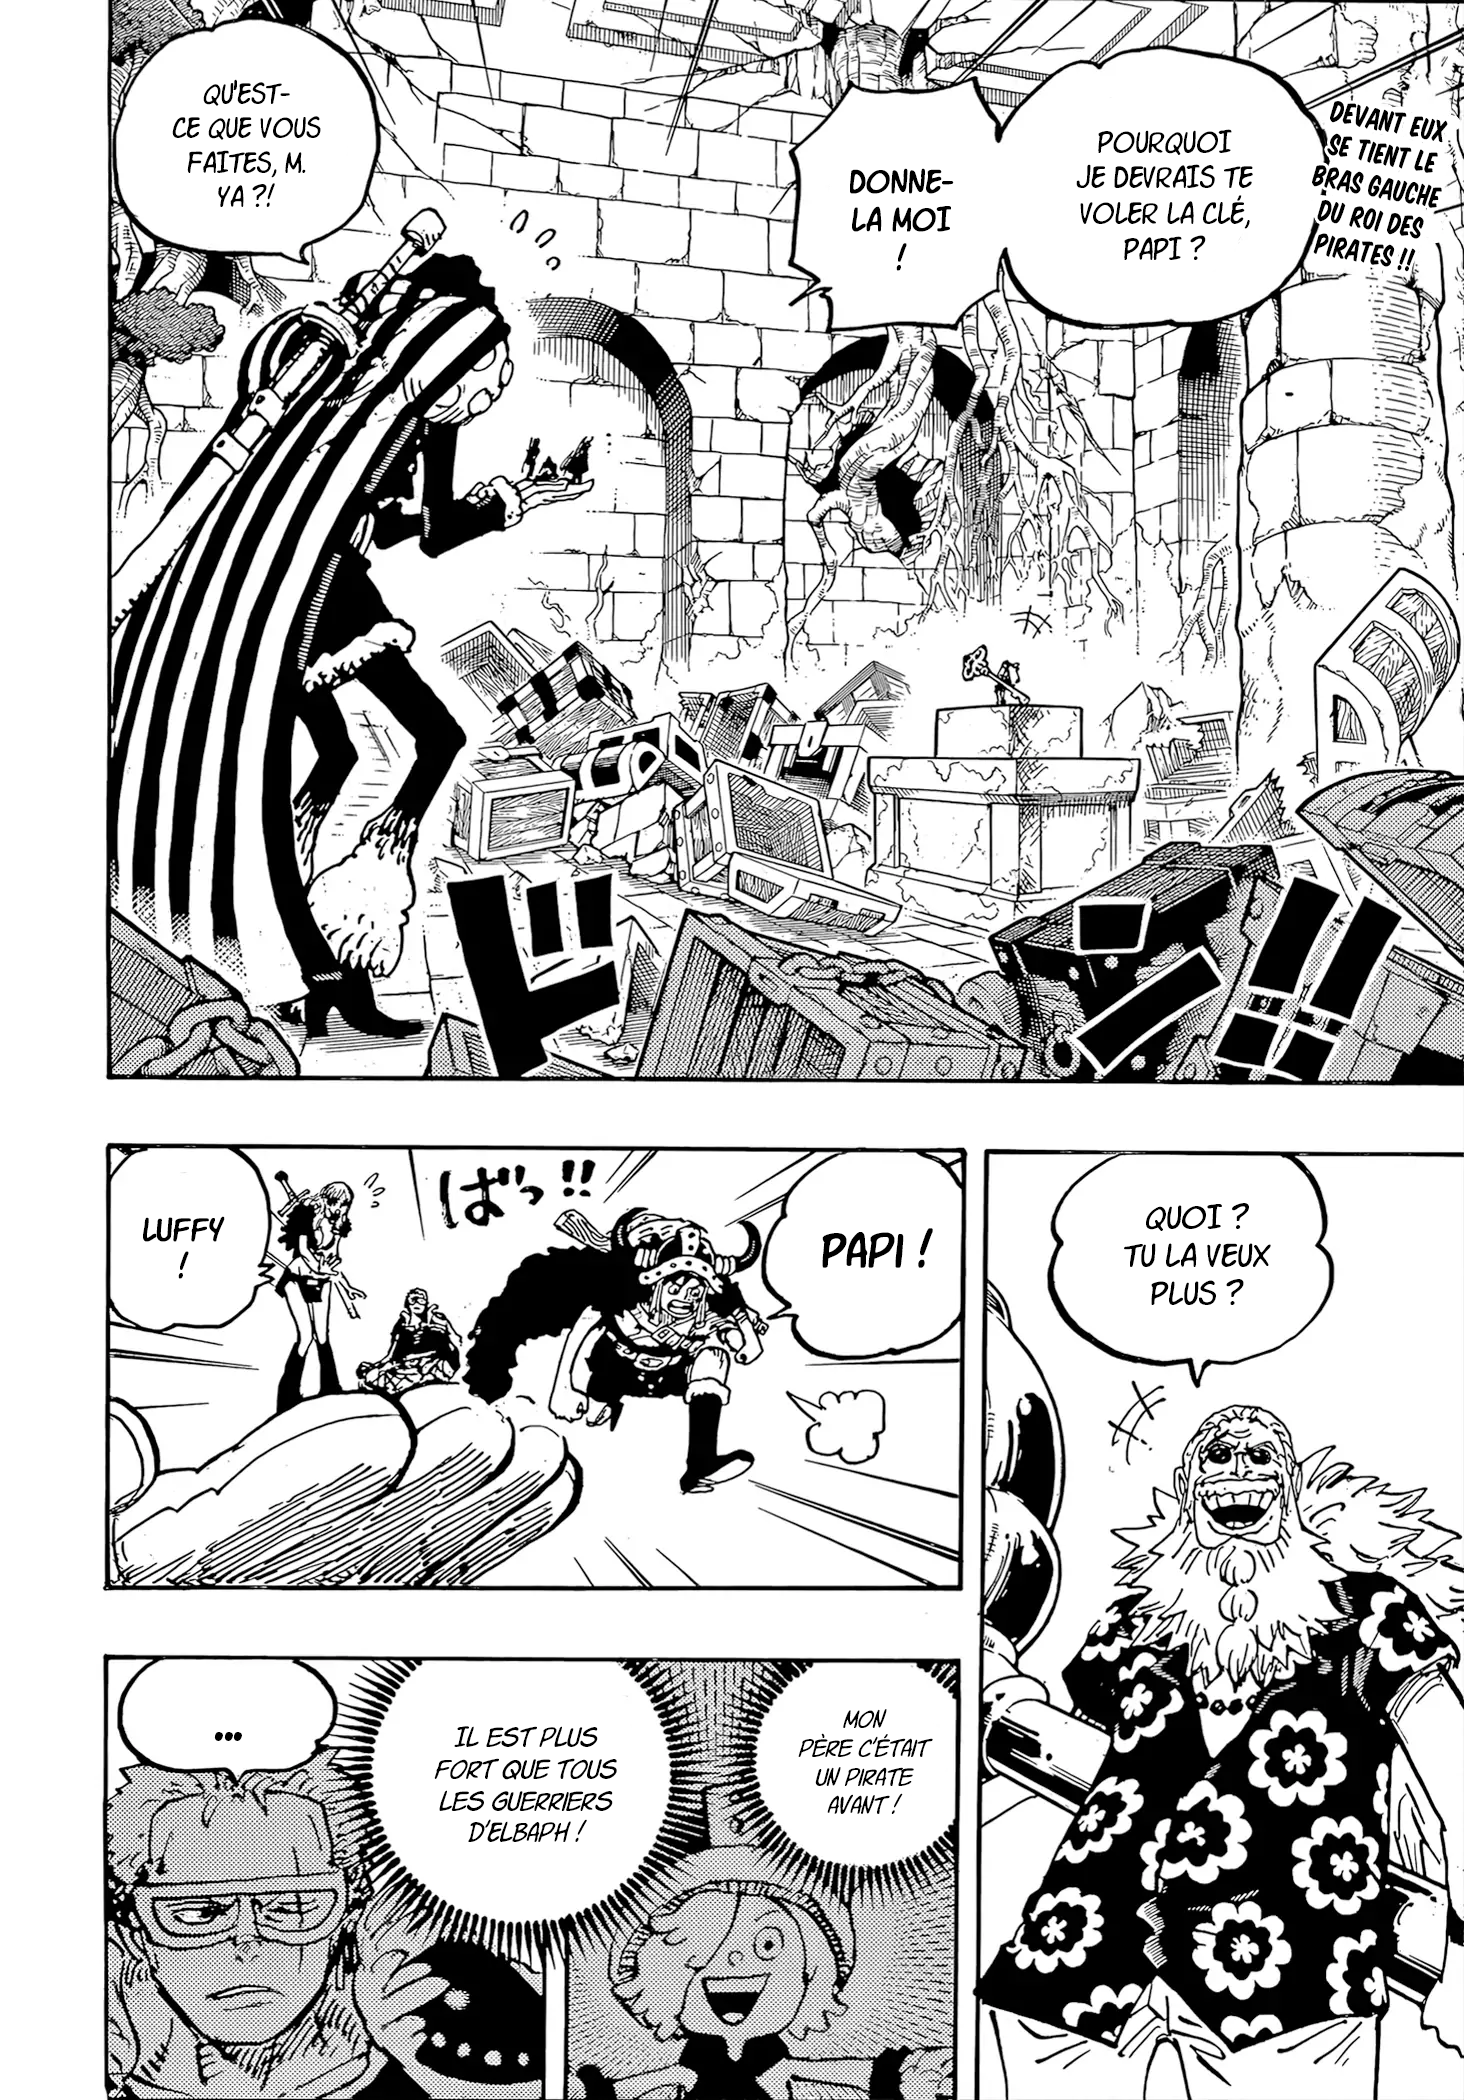 DEVANT EUX
SE TIENT LE
BRAS GAUCHE
DU ROI DES
PIRATES !!
POURQUOI
JE DEVRAIS TE
VOLER LA CLÉ,
PAPI ?
DONNE-
LA MOI
!
QU'EST-
CE QUE VOUS
FAITES, M.
YA ?!
ドン!!
QUOI ?
TU LA VEUX
PLUS ?
PAPI !
ばっ!!
LUFFY
!
MON
PÈRE C'ÉTAIT
UN PIRATE
AVANT !
IL EST PLUS
FORT QUE TOUS
LES GUERRIERS
D'ELBAPH !
...